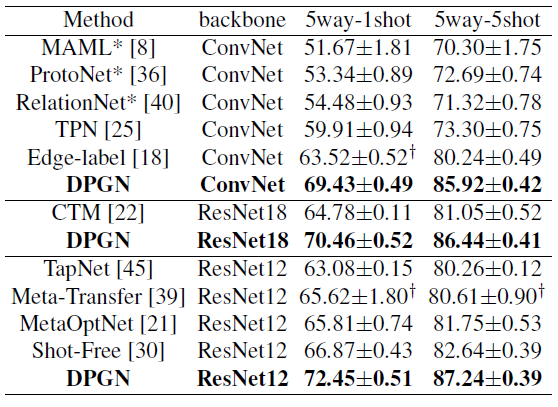 Method backbone 5way-1shot 5way-5shot
MAML* [8] ConvNet 51.67±1.81 70.30±1.75
ProtoNet* [36] ConvNet 53.34±0.89 72.69±0.74
RelationNet* [40] ConvNet 54.48±0.93 71.32±0.78
TPN [25] ConvNet 59.91±0.94 73.30±0.75
Edge-label [18] ConvNet 63.52±0.52† 80.24±0.49
DPGN ConvNet 69.43±0.49 85.92±0.42
CTM [22] ResNet18 64.78±0.11 81.05±0.52
DPGN ResNet18 70.46±0.52 86.44±0.41
TapNet [45] ResNet12 63.08±0.15 80.26±0.12
Meta-Transfer [39] ResNet12 65.62±1.80† 80.61±0.90†
MetaOptNet [21] ResNet12 65.81±0.74 81.75±0.53
Shot-Free [30] ResNet12 66.87±0.43 82.64±0.39
DPGN ResNet12 72.45±0.51 87.24±0.39